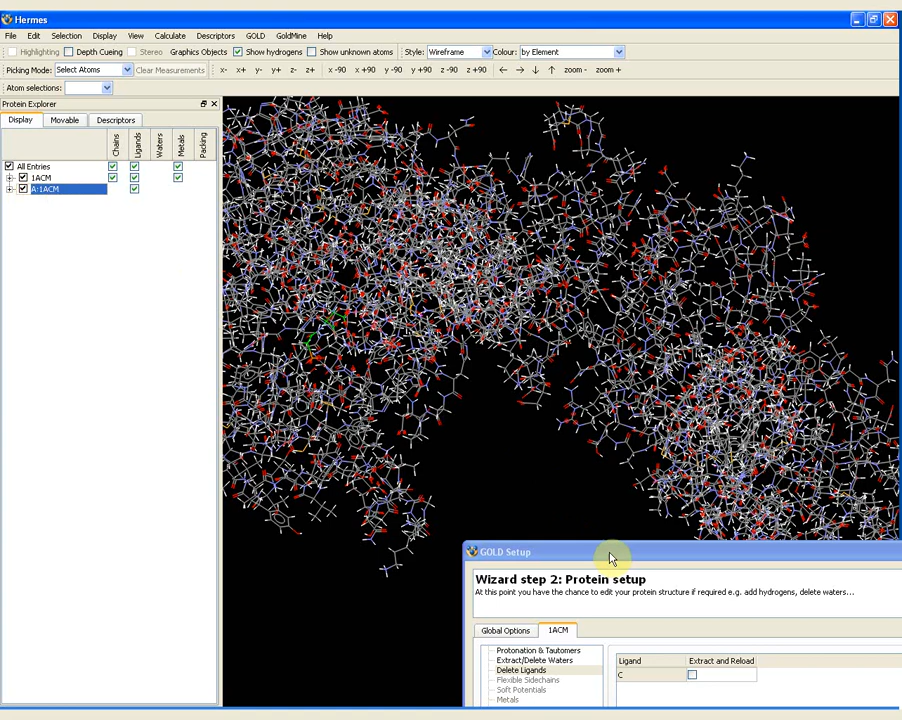 Hermes
File Edit Selection Display View Calculate Descriptors GOLD GoldMine Help
Highlighting Depth Cueing Stereo Graphics Objects Show hydrogens Show unknown atoms Style: Wireframe Colour: by Element
Picking Mode: Select Atoms Clear Measurements x- x+ y- y+ z- z+ x -90 x +90 y -90 y +90 z -90 z +90 zoom - zoom +
Atom selections:
Protein Explorer
Display Movable Descriptors
Chains Ligands Waters Metals Packing
All Entries
1ACM
A:1ACM
GOLD Setup
Wizard step 2: Protein setup
At this point you have the chance to edit your protein structure if required e.g. add hydrogens, delete waters...
Global Options 1ACM
Protonation & Tautomers
Extract/Delete Waters
Delete Ligands
Flexible Sidechains
Soft Potentials
Metals
Ligand Extract and Reload
C